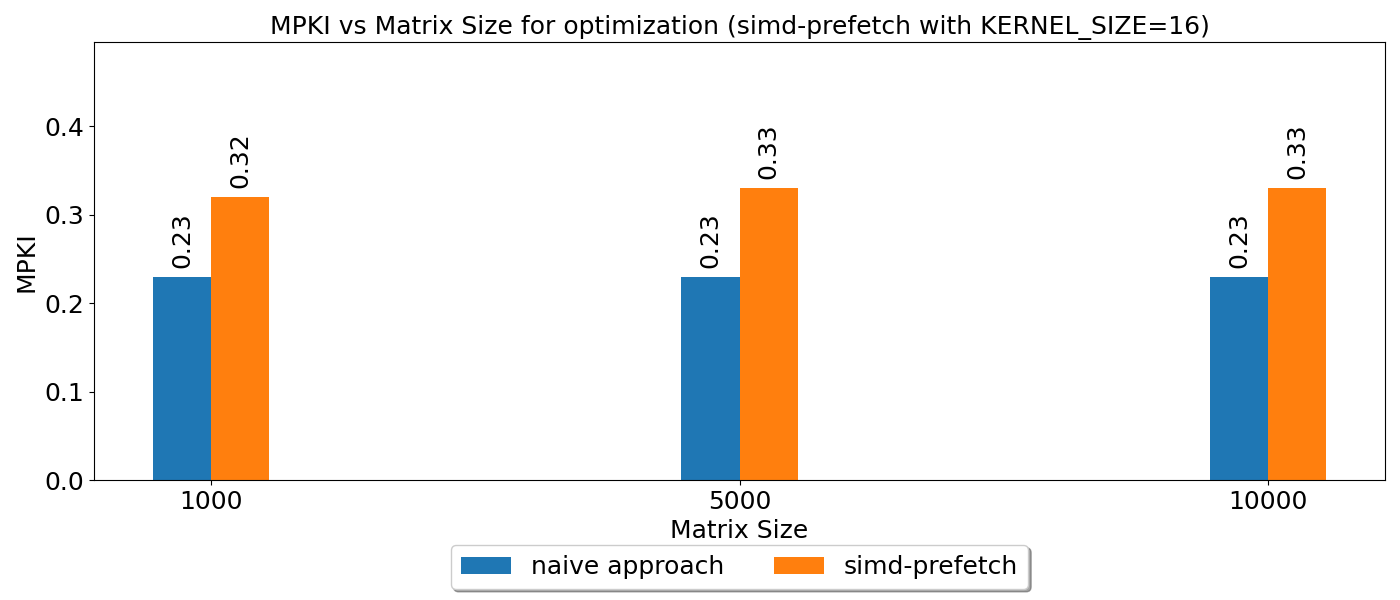 MPKI vs Matrix Size for optimization (simd-prefetch with KERNEL_SIZE=16)
MPKI
0.4
0.3
0.2
0.1
0.0
0.23
0.32
0.23
0.33
0.23
0.33
1000
5000
10000
Matrix Size
naive approach
simd-prefetch